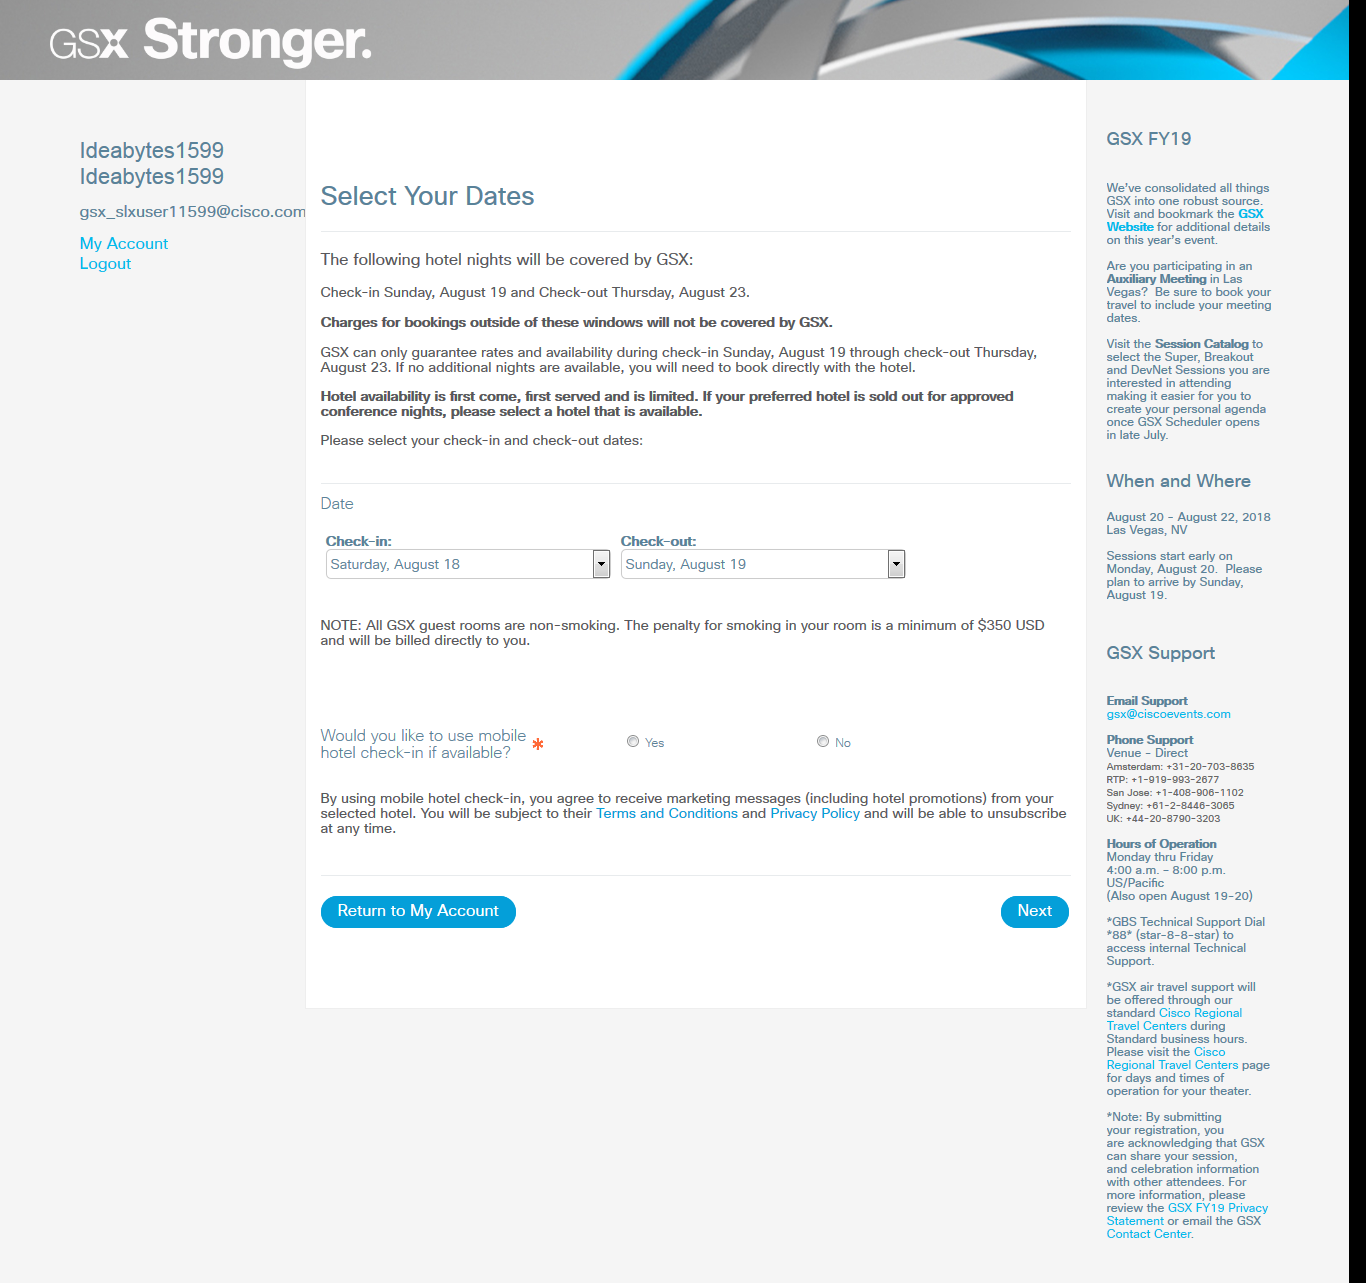 GSX Stronger.
Ideabytes1599
Ideabytes1599
gsx_slxuser11599@cisco.com
My Account
Logout
Select Your Dates
The following hotel nights will be covered by GSX:
Check-in Sunday, August 19 and Check-out Thursday, August 23.
Charges for bookings outside of these windows will not be covered by GSX.
GSX can only guarantee rates and availability during check-in Sunday, August 19 through check-out Thursday,
August 23. If no additional nights are available, you will need to book directly with the hotel.
Hotel availability is first come, first served and is limited. If your preferred hotel is sold out for approved
conference nights, please select a hotel that is available.
Please select your check-in and check-out dates:
Date
Check-in:
Saturday, August 18
Check-out:
Sunday, August 19
NOTE: All GSX guest rooms are non-smoking. The penalty for smoking in your room is a minimum of $350 USD
and will be billed directly to you.
Would you like to use mobile
hotel check-in if available? *
Yes
No
By using mobile hotel check-in, you agree to receive marketing messages (including hotel promotions) from your
selected hotel. You will be subject to their Terms and Conditions and Privacy Policy and will be able to unsubscribe
at any time.
Return to My Account
Next
GSX FY19
We've consolidated all things
GSX into one robust source.
Visit and bookmark the GSX
Website for additional details
on this year's event.
Are you participating in an
Auxiliary Meeting in Las
Vegas? Be sure to book your
travel to include your meeting
dates.
Visit the Session Catalog to
select the Super, Breakout
and DevNet Sessions you are
interested in attending
making it easier for you to
create your personal agenda
once GSX Scheduler opens
in late July.
When and Where
August 20 - August 22, 2018
Las Vegas, NV
Sessions start early on
Monday, August 20. Please
plan to arrive by Sunday,
August 19.
GSX Support
Email Support
gsx@ciscoevents.com
Phone Support
Venue - Direct
Amsterdam: +31-20-703-8635
RTP: +1-919-993-2677
San Jose: +1-408-906-1102
Sydney: +61-2-8446-3065
UK: +44-20-8790-3203
Hours of Operation
Monday thru Friday
4:00 a.m. - 8:00 p.m.
US/Pacific
(Also open August 19-20)
*GBS Technical Support Dial
*88* (star-8-8-star) to
access internal Technical
Support.
*GSX air travel support will
be offered through our
standard Cisco Regional
Travel Centers during
Standard business hours.
Please visit the Cisco
Regional Travel Centers page
for days and times of
operation for your theater.
*Note: By submitting
your registration, you
are acknowledging that GSX
can share your session,
and celebration information
with other attendees. For
more information, please
review the GSX FY19 Privacy
Statement or email the GSX
Contact Center.